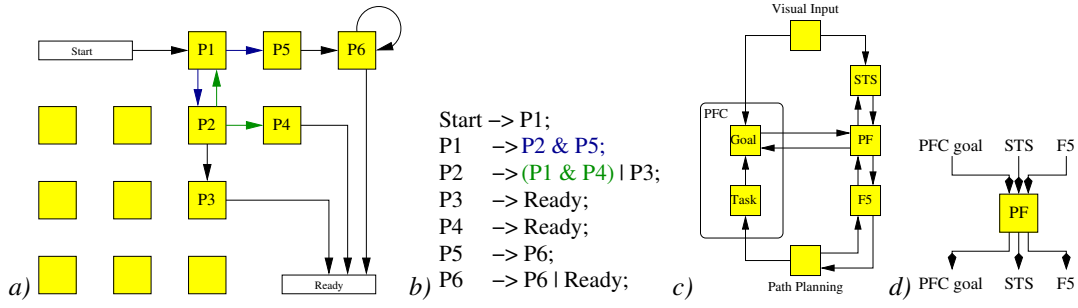 Start
P1
P5
P6
P2
P4
P3
Ready
a)
Start -> P1;
P1 -> P2 & P5;
P2 -> (P1 & P4) | P3;
P3 -> Ready;
P4 -> Ready;
P5 -> P6;
P6 -> P6 | Ready;
b)
Visual Input
STS
PFC
Goal
PF
Task
F5
Path Planning
c)
PFC goal STS F5
PF
PFC goal STS F5
d)